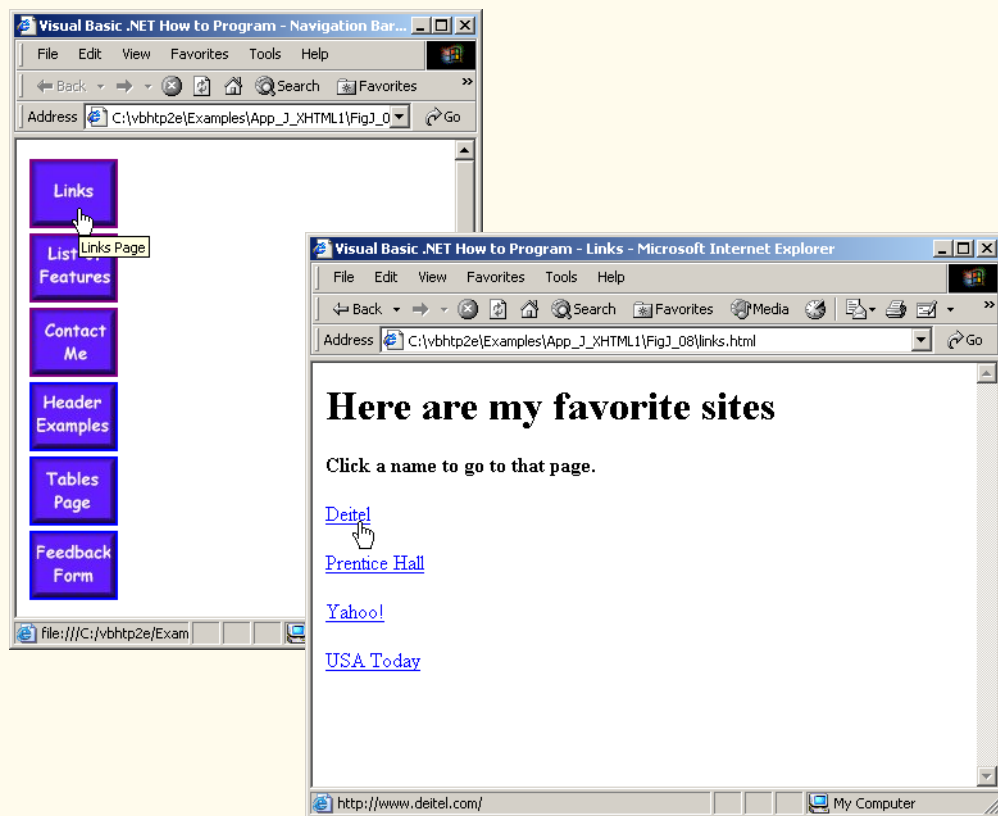 Visual Basic .NET How to Program - Navigation Bar...
File Edit View Favorites Tools Help
Back Search Favorites »
Address C:\vbhtp2e\Examples\App_J_XHTML1\FigJ_0 Go
Links
Links Page
List of
Features
Contact
Me
Header
Examples
Tables
Page
Feedback
Form
file:///C:/vbhtp2e/Exam
Visual Basic .NET How to Program - Links - Microsoft Internet Explorer
File Edit View Favorites Tools Help
Back Search Favorites Media »
Address C:\vbhtp2e\Examples\App_J_XHTML1\FigJ_08\links.html Go
Here are my favorite sites
Click a name to go to that page.
Deitel
Prentice Hall
Yahoo!
USA Today
http://www.deitel.com/ My Computer